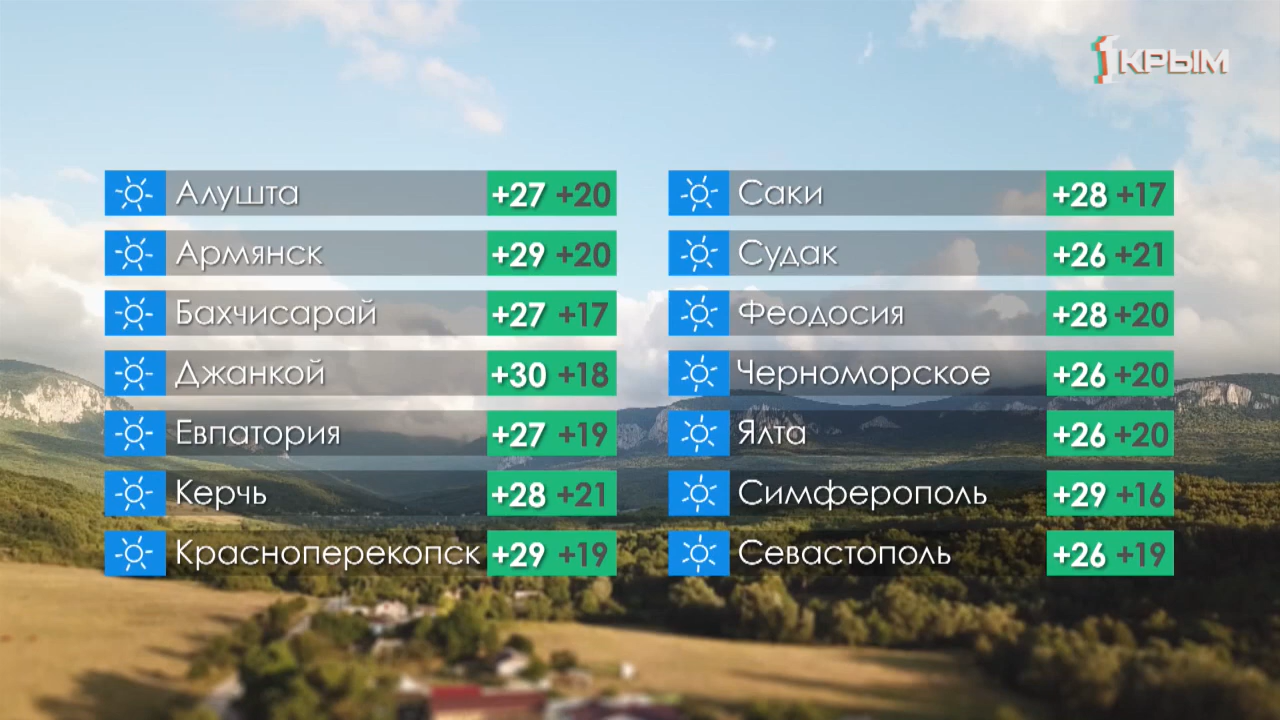 1 КРЫМ
Алушта +27 +20
Армянск +29 +20
Бахчисарай +27 +17
Джанкой +30 +18
Евпатория +27 +19
Керчь +28 +21
Красноперекопск +29 +19
Саки +28 +17
Судак +26 +21
Феодосия +28 +20
Черноморское +26 +20
Ялта +26 +20
Симферополь +29 +16
Севастополь +26 +19